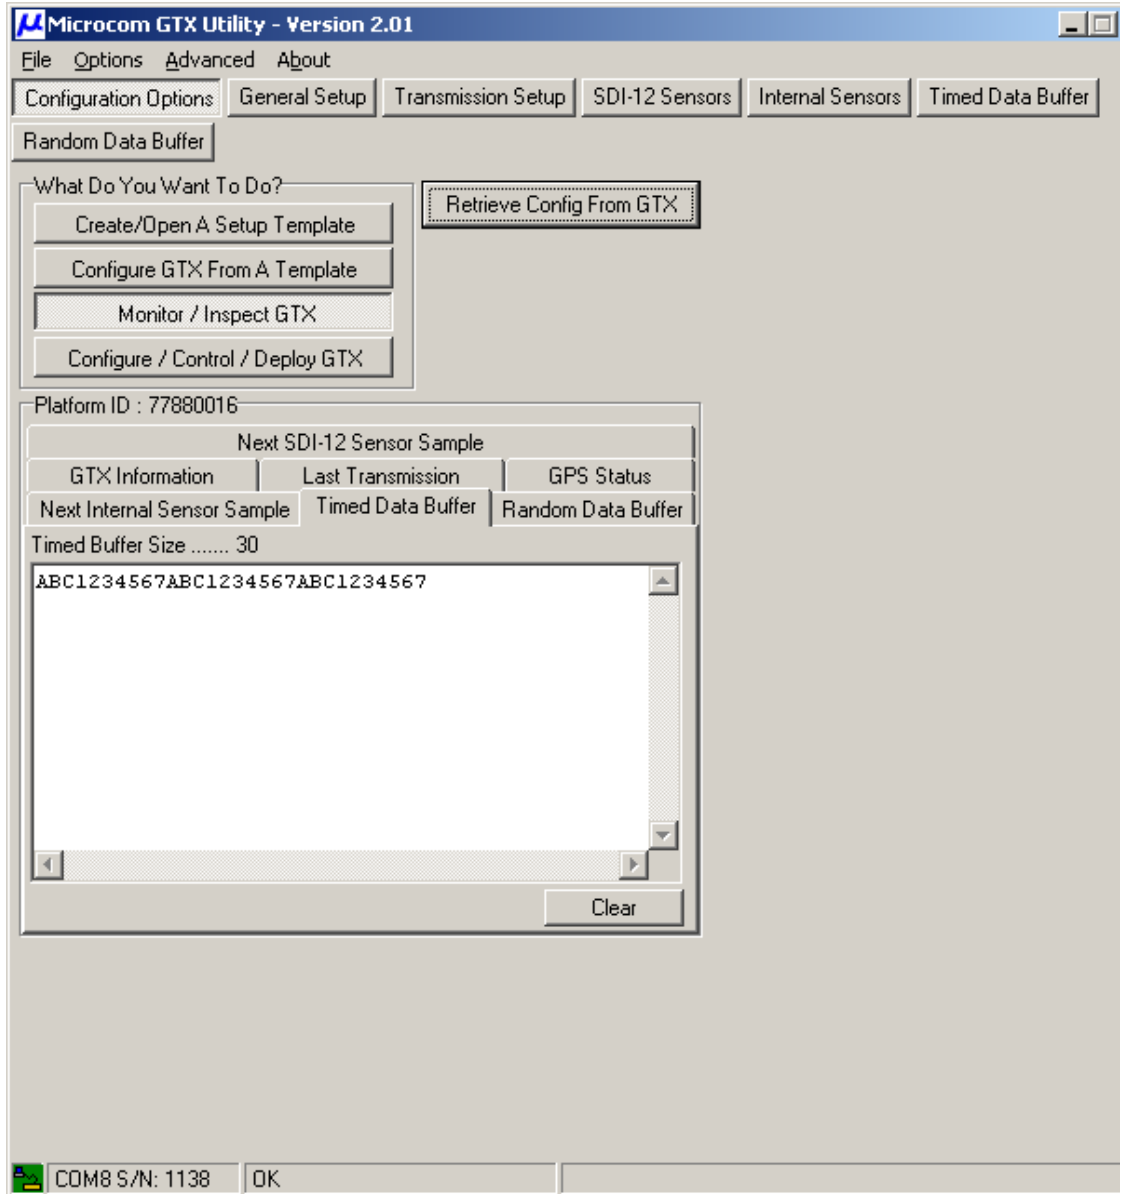 Microcom GTX Utility - Version 2.01
File Options Advanced About
Configuration Options General Setup Transmission Setup SDI-12 Sensors Internal Sensors Timed Data Buffer
Random Data Buffer
What Do You Want To Do?
Retrieve Config From GTX
Create/Open A Setup Template
Configure GTX From A Template
Monitor / Inspect GTX
Configure / Control / Deploy GTX
Platform ID : 77880016
Next SDI-12 Sensor Sample
GTX Information Last Transmission GPS Status
Next Internal Sensor Sample Timed Data Buffer Random Data Buffer
Timed Buffer Size ....... 30
ABC1234567ABC1234567ABC1234567
Clear
COM8 S/N: 1138 OK